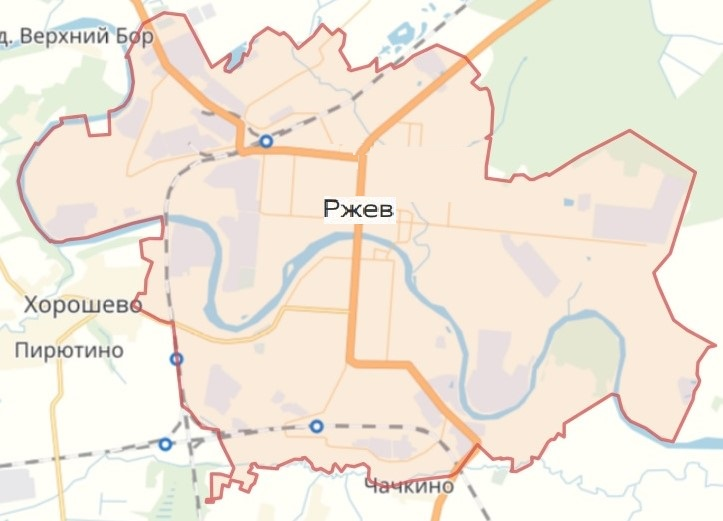 д. Верхний Бор
Ржев
Хорошево
Пирютино
Чачкино